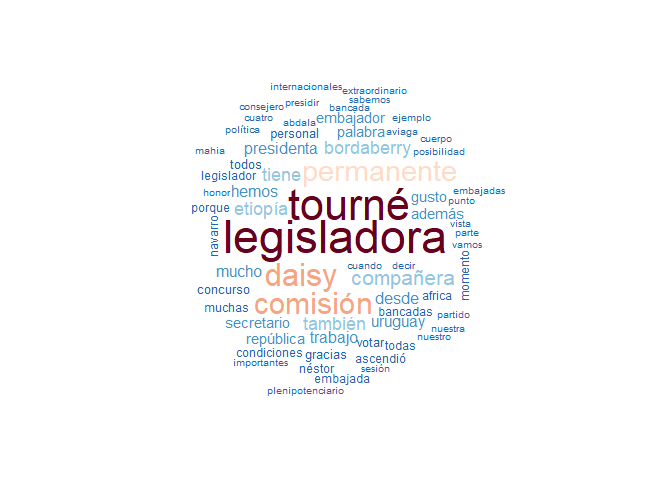 internacionales
extraordinario
sabemos
consejero presidir
bancada
cuatro abdala embajador ejemplo
política personal palabra aviaga
cuerpo
mahia presidenta bordaberry posibilidad
todos
legislador tiene permanente
honor hemos gusto embajadas
punto
porque etiopía tourné además
navarro legisladora vista
parte
vamos
mucho daisy cuando decir compañera momento
concurso comisión desde africa
muchas bancadas partido
secretario también uruguay nuestra
república trabajo votar todas nuestro
condiciones gracias ascendió
importantes néstor sesión
embajada
plenipotenciario